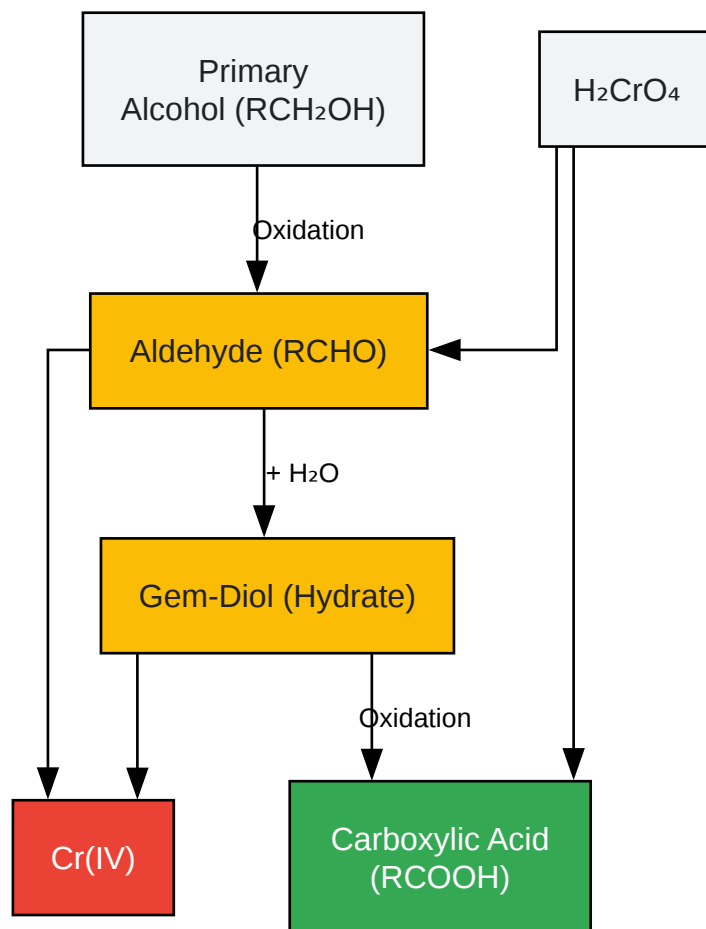 Primary
Alcohol (RCH₂OH)
H₂CrO₄
Oxidation
Aldehyde (RCHO)
+ H₂O
Gem-Diol (Hydrate)
Oxidation
Cr(IV)
Carboxylic Acid
(RCOOH)